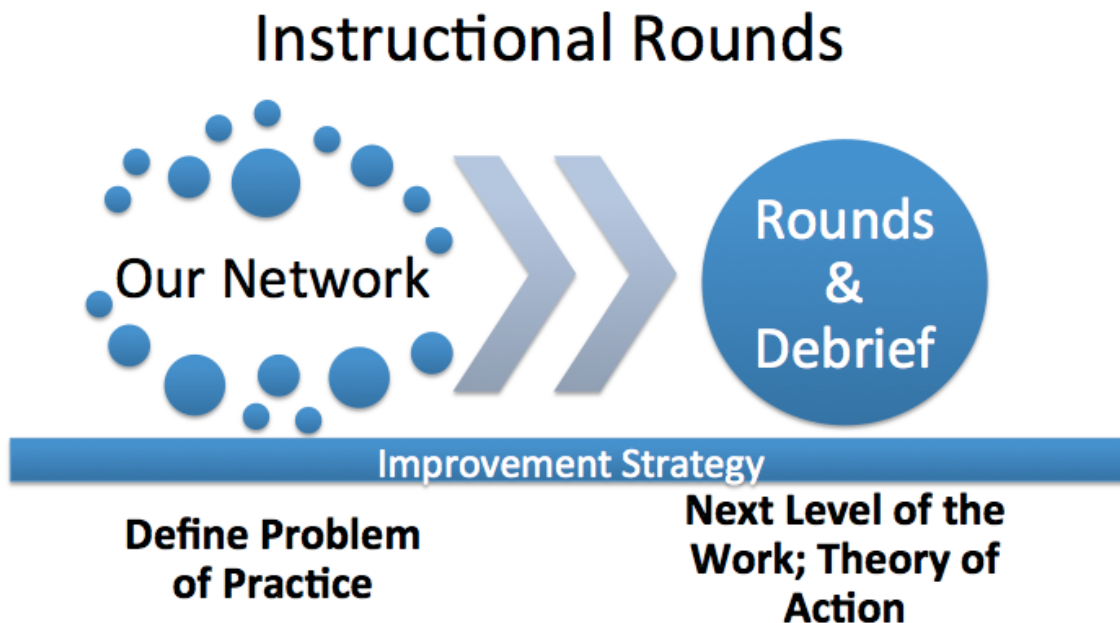 Instructional Rounds
Our Network
Rounds
&
Debrief
Improvement Strategy
Define Problem
of Practice
Next Level of the
Work; Theory of
Action